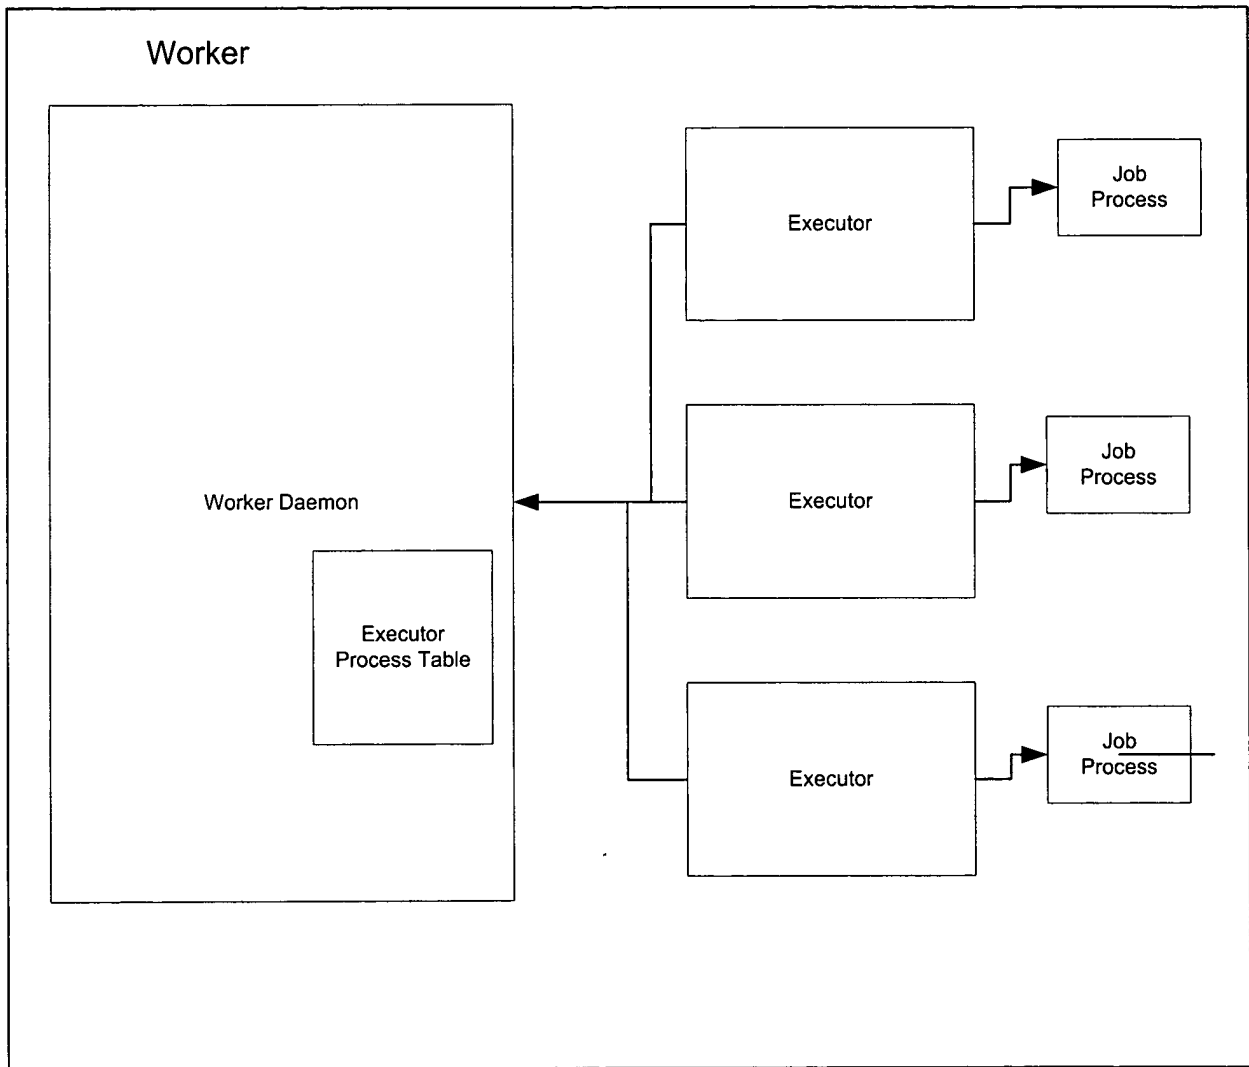 Worker
Executor
Job
Process
Worker Daemon
Executor
Process Table
Executor
Job
Process
Executor
Job
Process